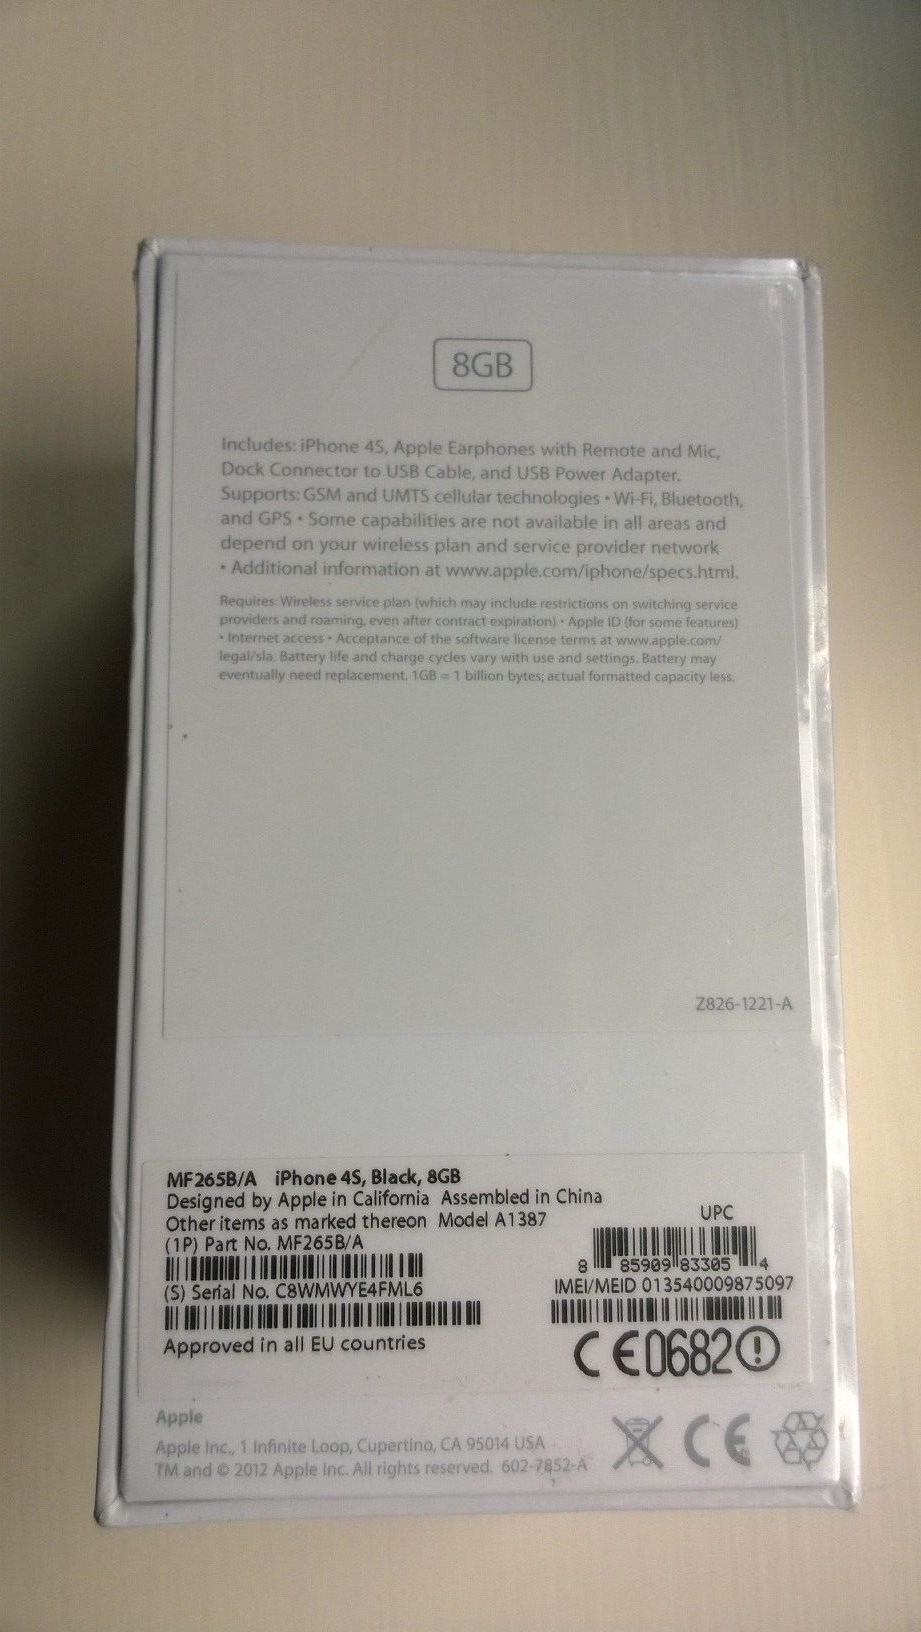 8GB
Includes: iPhone 4S, Apple Earphones with Remote and Mic,
Dock Connector to USB Cable, and USB Power Adapter.
Supports: GSM and UMTS cellular technologies • Wi-Fi, Bluetooth,
and GPS • Some capabilities are not available in all areas and
depend on your wireless plan and service provider network
• Additional information at www.apple.com/iphone/specs.html.
Requires: Wireless service plan (which may include restrictions on switching service
providers and roaming, even after contract expiration) • Apple ID (for some features)
• Internet access • Acceptance of the software license terms at www.apple.com/
legal/sla. Battery life and charge cycles vary with use and settings. Battery may
eventually need replacement. 1GB = 1 billion bytes; actual formatted capacity less.
Z826-1221-A
MF265B/A iPhone 4S, Black, 8GB
Designed by Apple in California Assembled in China
Other items as marked thereon Model A1387
(1P) Part No. MF265B/A
(S) Serial No. C8WMWYE4FML6
Approved in all EU countries
UPC
8 85909 83305 4
IMEI/MEID 013540009875097
CE0682
Apple
Apple Inc., 1 Infinite Loop, Cupertino, CA 95014 USA
TM and © 2012 Apple Inc. All rights reserved. 602-7852-A
CE